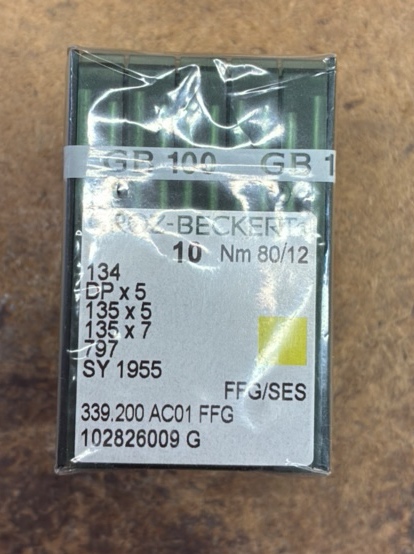 GB 100 GB 1
ROZ-BECKERT
10 Nm 80/12
134
DP x 5
135 x 5
135 x 7
797
SY 1955
FFG/SES
339.200 AC01 FFG
102826009 G